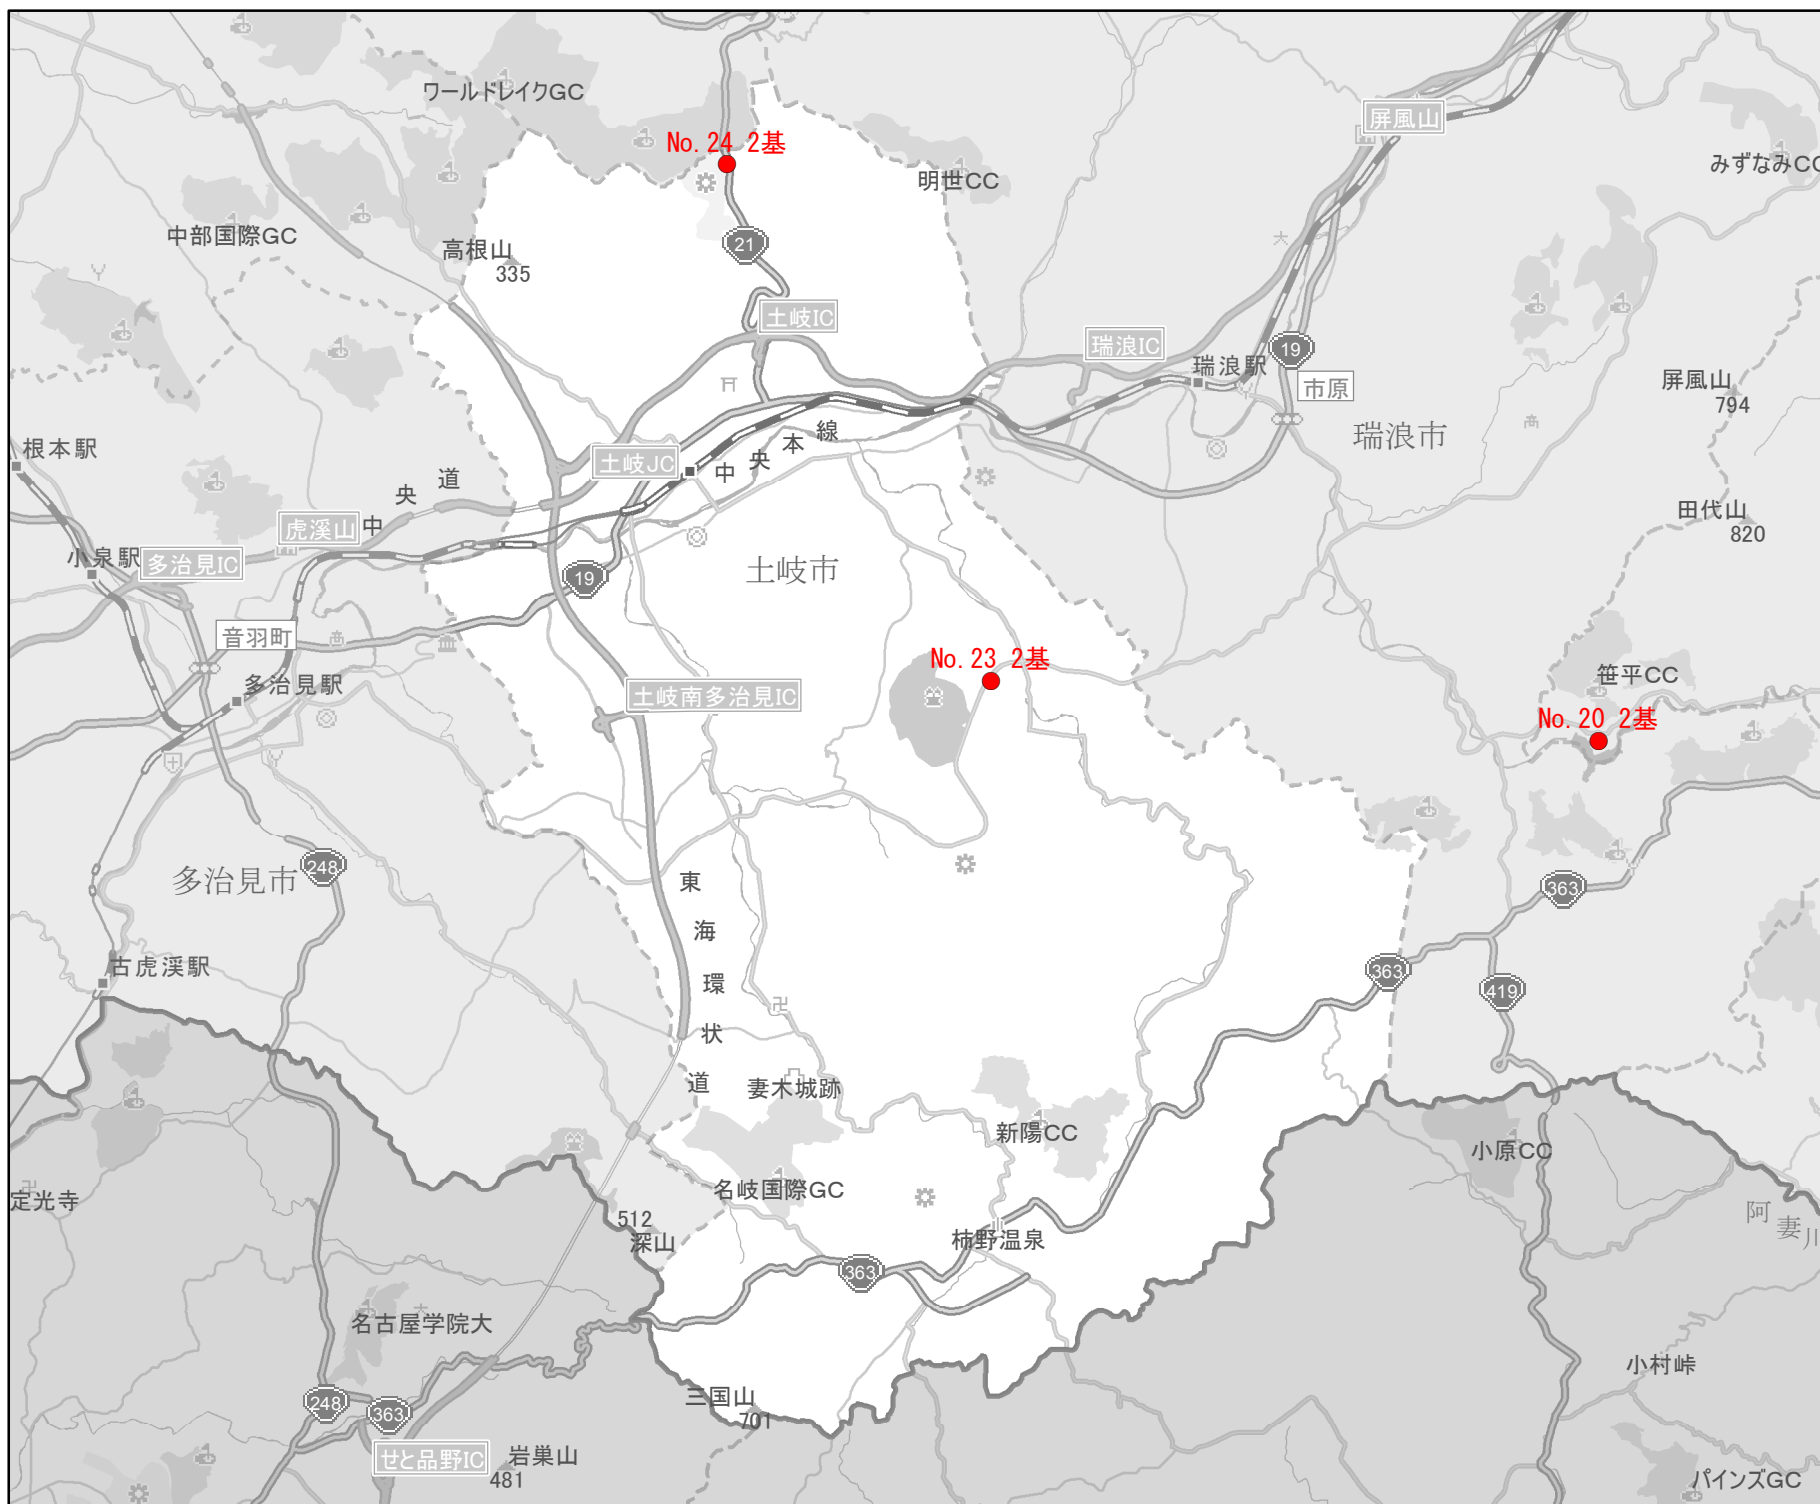 ワールドレイクGC
No.24 2基
屏風山
みずなみCC
明世CC
中部国際GC
高根山
335
21
土岐IC
瑞浪IC
19
瑞浪駅
市原
屏風山
794
瑞浪市
根本駅
中央本線
土岐JC
中央道
虎溪山
田代山
820
小泉駅
多治見IC
19
土岐市
音羽町
No.23 2基
笹平CC
多治見駅
土岐南多治見IC
No.20 2基
248
多治見市
東海環状道
363
古虎渓駅
363
419
妻木城跡
新陽CC
小原CC
名岐国際GC
定光寺
512
深山
柿野温泉
阿妻川
363
名古屋学院大
小村峠
三国山
701
248
363
せと品野IC
岩巣山
481
パインズGC